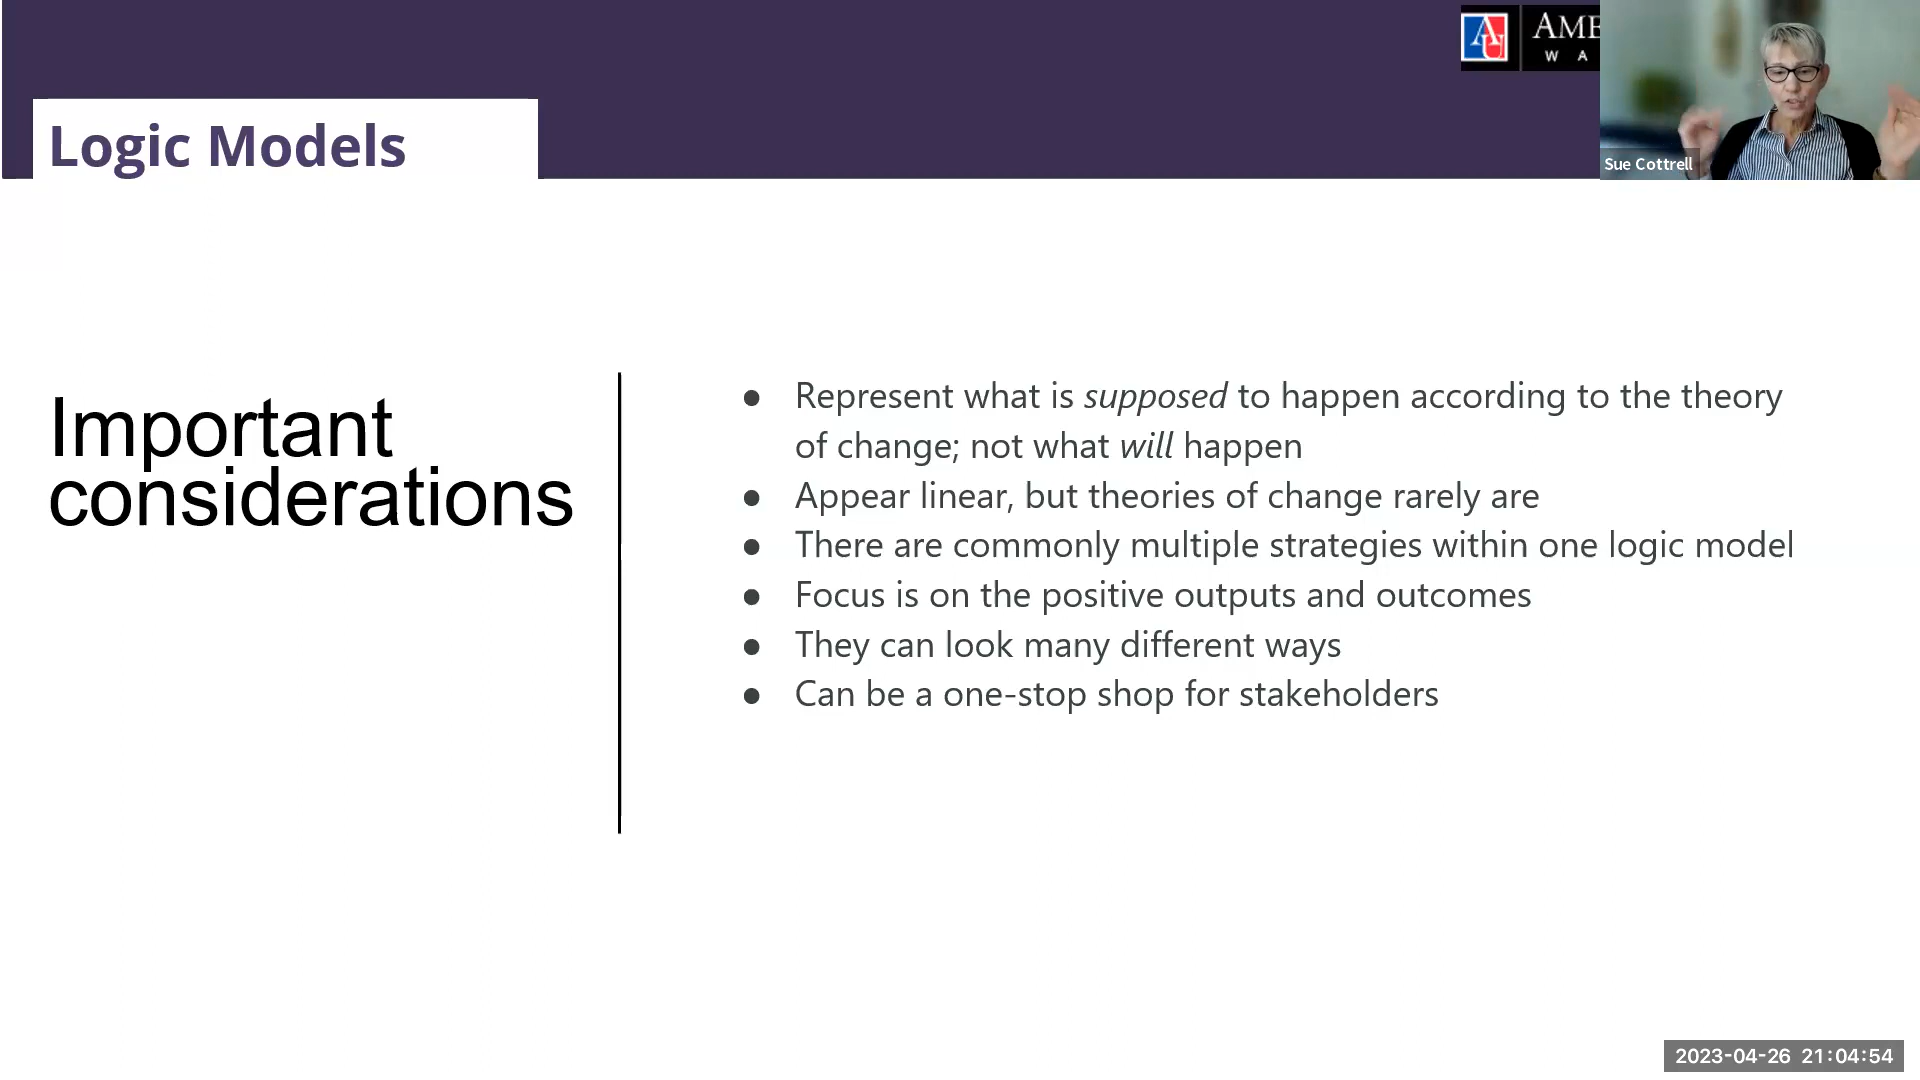 AU
AME
W A
Sue Cottrell
Logic Models
Important
considerations
● Represent what is supposed to happen according to the theory
of change; not what will happen
● Appear linear, but theories of change rarely are
● There are commonly multiple strategies within one logic model
● Focus is on the positive outputs and outcomes
● They can look many different ways
● Can be a one-stop shop for stakeholders
2023-04-26 21:04:54